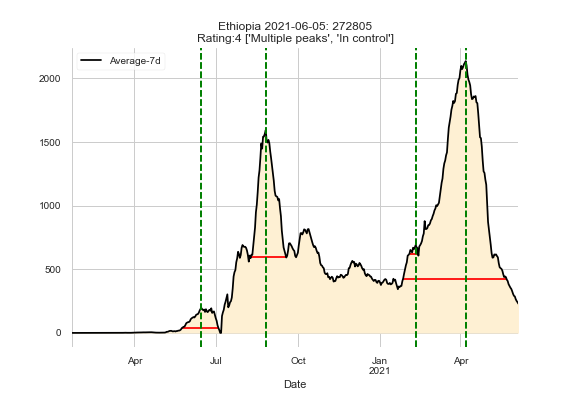 Ethiopia 2021-06-05: 272805
Rating:4 ['Multiple peaks', 'In control']
Average-7d
2000
1500
1000
500
0
Apr
Jul
Oct
Jan
2021
Apr
Date